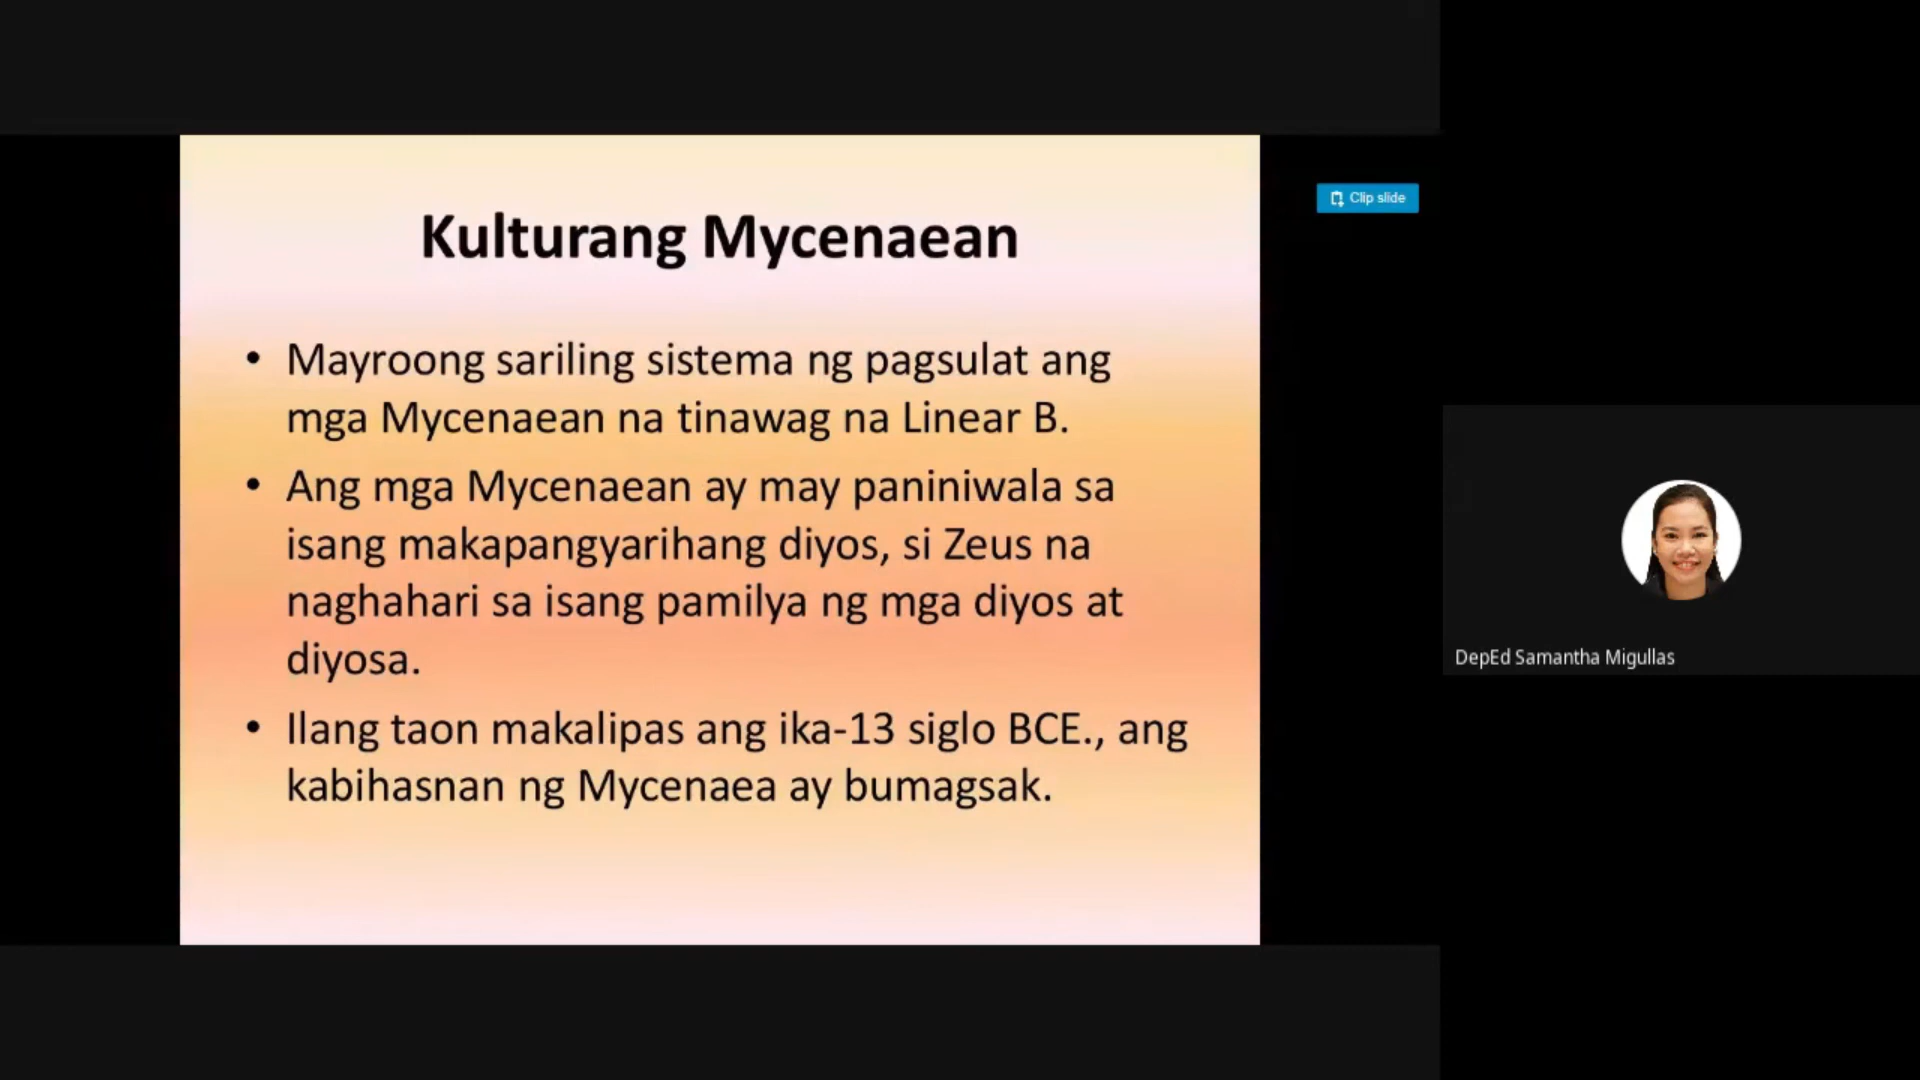 Clip slide
Kulturang Mycenaean
• Mayroong sariling sistema ng pagsulat ang
mga Mycenaean na tinawag na Linear B.
• Ang mga Mycenaean ay may paniniwala sa
isang makapangyarihang diyos, si Zeus na
naghahari sa isang pamilya ng mga diyos at
diyosa.
• Ilang taon makalipas ang ika-13 siglo BCE., ang
kabihasnan ng Mycenaea ay bumagsak.
DepEd Samantha Migullas